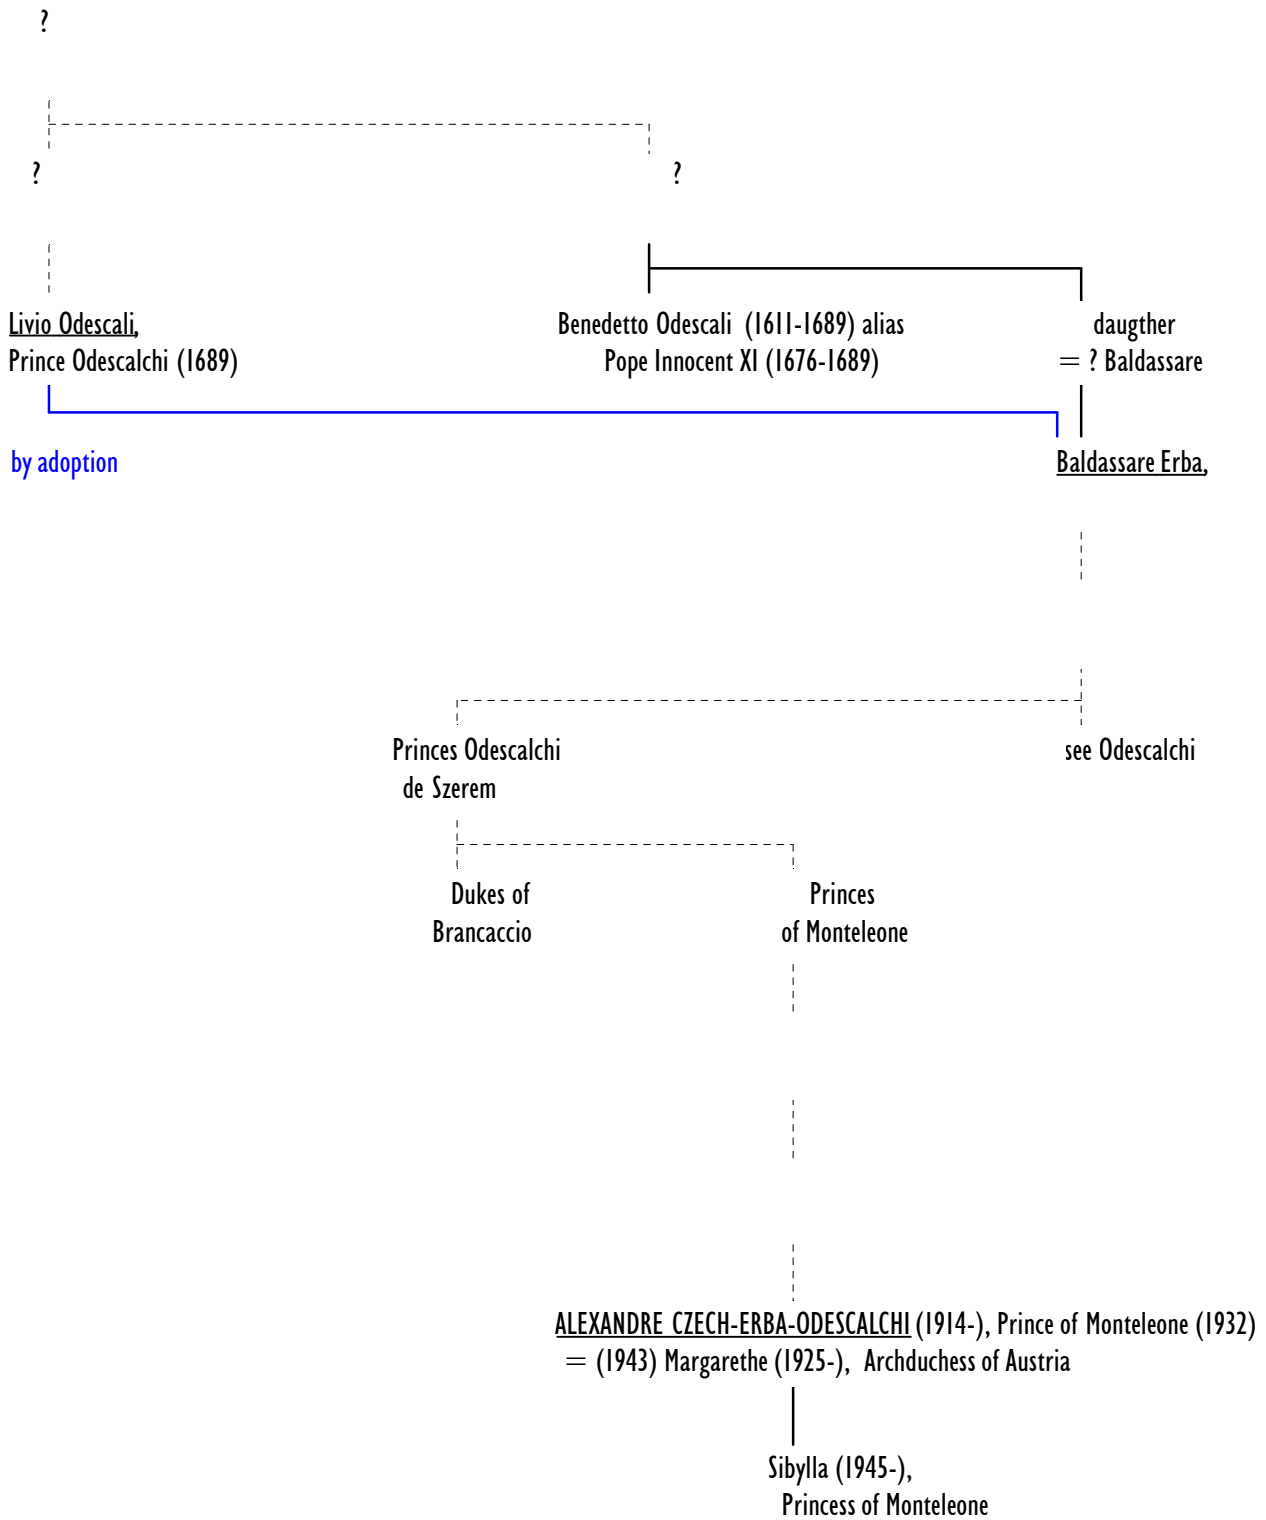 ?
? ?
Livio Odescali, Benedetto Odescali (1611-1689) alias daugther
Prince Odescalchi (1689) Pope Innocent XI (1676-1689) = ? Baldassare
by adoption Baldassare Erba,
Princes Odescalchi see Odescalchi
de Szerem
Dukes of Princes
Brancaccio of Monteleone
ALEXANDRE CZECH-ERBA-ODESCALCHI (1914-), Prince of Monteleone (1932)
= (1943) Margarethe (1925-), Archduchess of Austria
Sibylla (1945-),
Princess of Monteleone